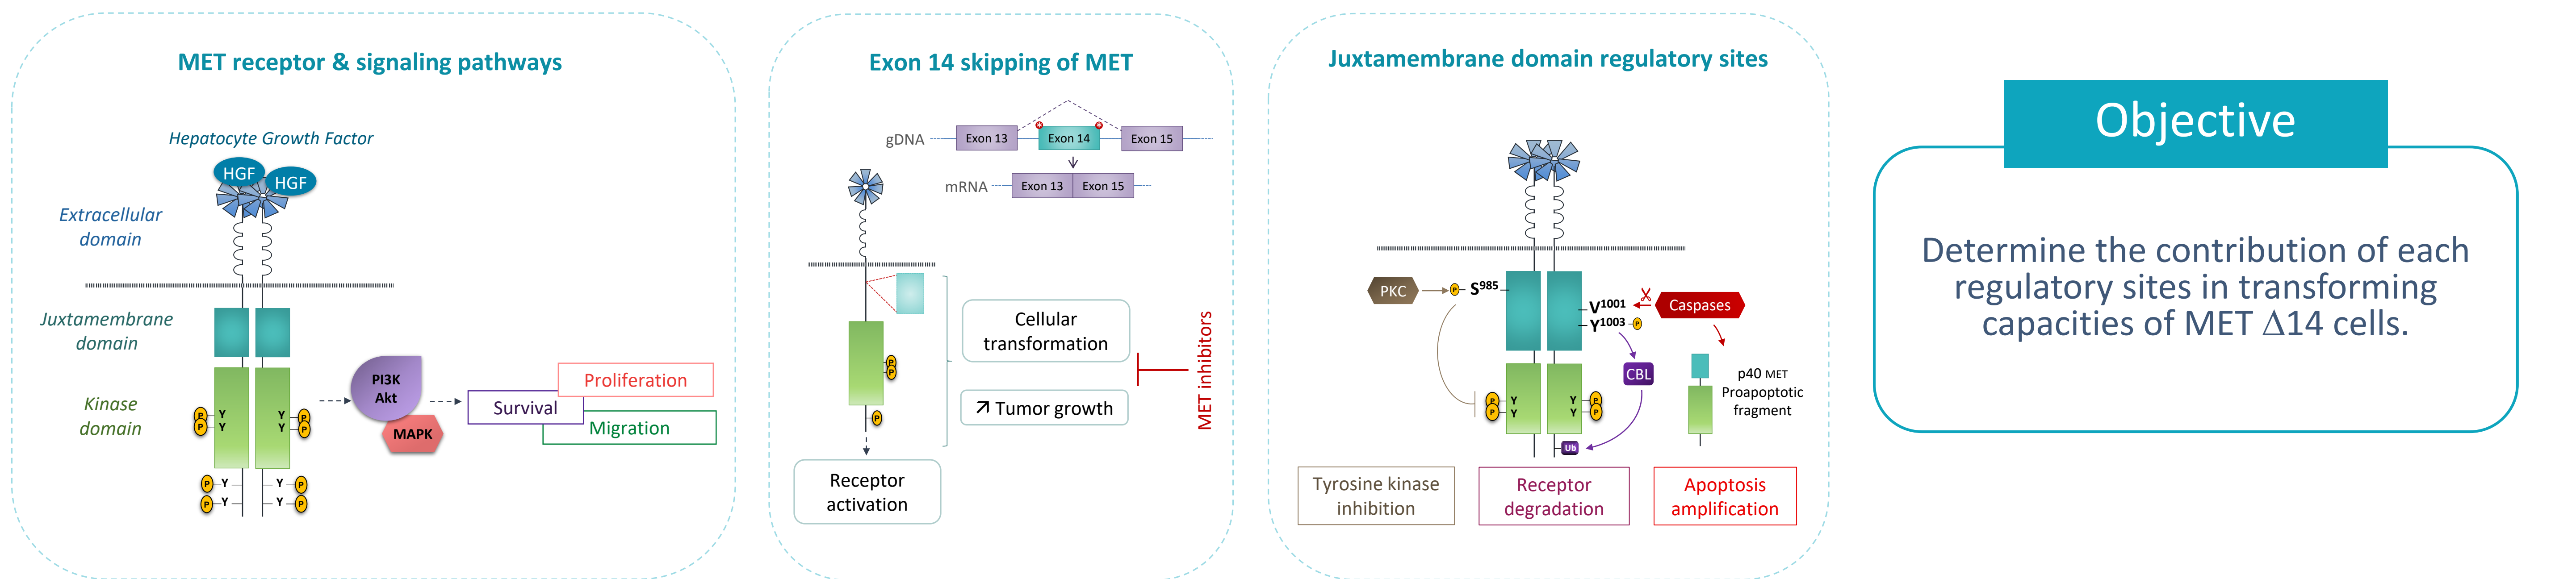 MET receptor & signaling pathways
Hepatocyte Growth Factor
HGF
HGF
Extracellular
domain
Juxtamembrane
domain
Kinase
domain
P
P
Y
Y
Y
Y
P
P
P
Y
Y
P
P
Y
Y
P
PI3K
Akt
MAPK
Proliferation
Survival
Migration
Exon 14 skipping of MET
gDNA
Exon 13
*
Exon 14
*
Exon 15
mRNA
Exon 13
Exon 15
P
P
P
Receptor
activation
Cellular
transformation
↗ Tumor growth
MET inhibitors
Juxtamembrane domain regulatory sites
PKC
P
S985
V1001
Y1003
P
Caspases
CBL
P
P
Y
Y
Y
Y
P
P
Ub
p40 MET
Proapoptotic
fragment
Tyrosine kinase
inhibition
Receptor
degradation
Apoptosis
amplification
Objective
Determine the contribution of each
regulatory sites in transforming
capacities of MET Δ14 cells.